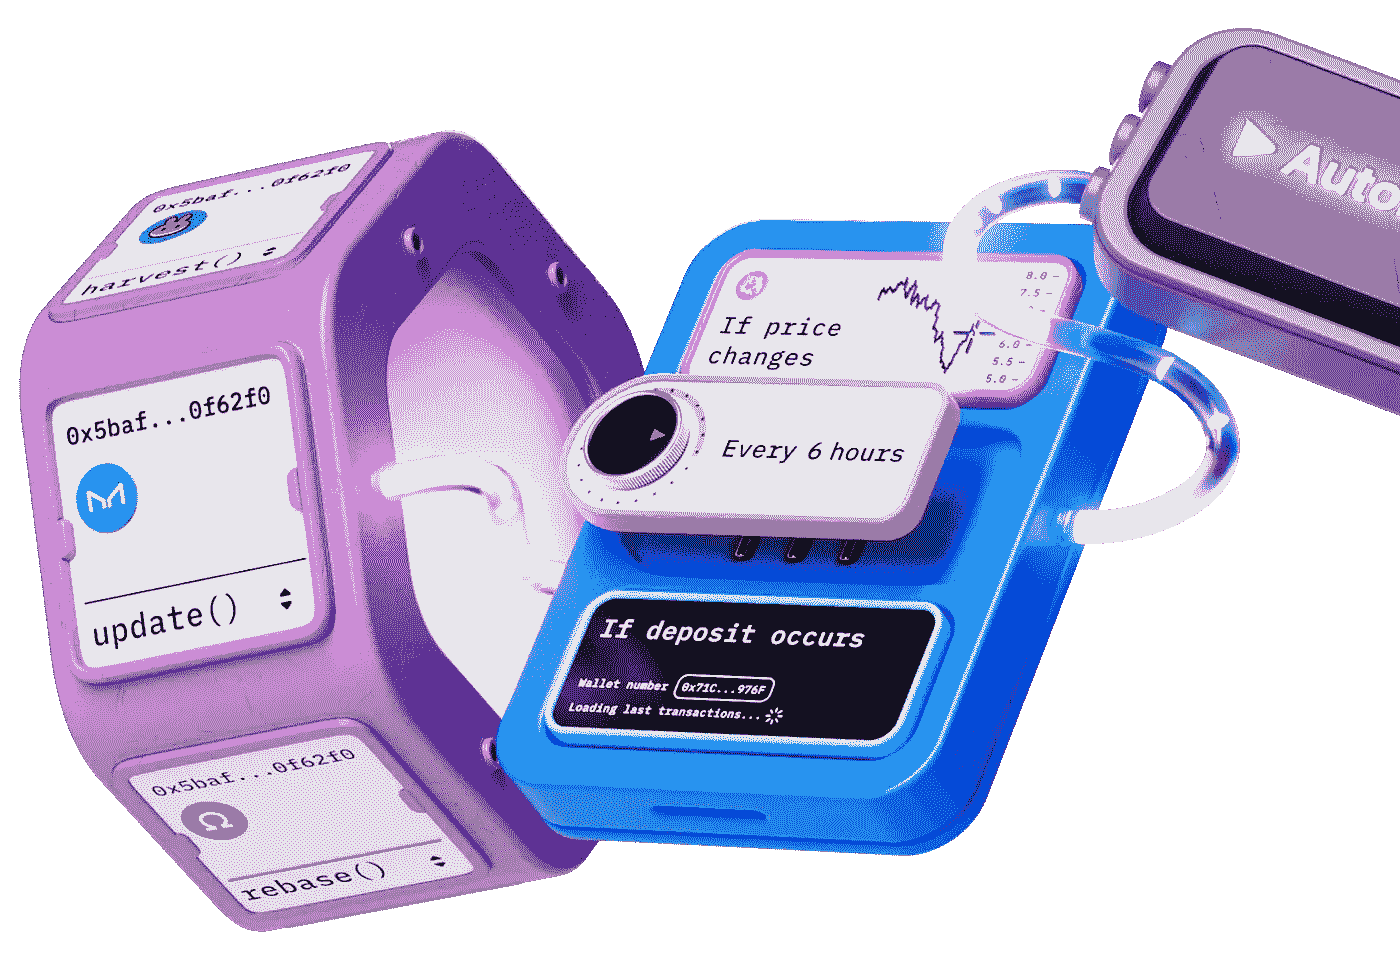 0x5baf...0f62f0
harvest()
0x5baf...0f62f0
update()
0x5baf...0f62f0
rebase()
If price
changes
8.0 —
7.5 —
6.0 —
5.5 —
5.0 —
Every 6 hours
If deposit occurs
Wallet number 0x71C...976F
Loading last transactions...
Auto